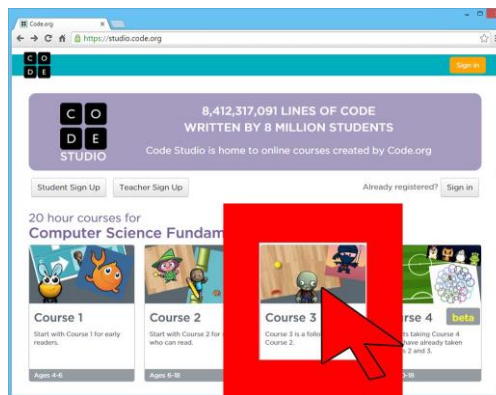 Code.org
https://studio.code.org
CODE
Sign in
CODE
STUDIO
8,412,317,091 LINES OF CODE
WRITTEN BY 8 MILLION STUDENTS
Code Studio is home to online courses created by Code.org
Student Sign Up
Teacher Sign Up
Already registered?
Sign in
20 hour courses for
Computer Science Fundam
Course 1
Start with Course 1 for early
readers.
Ages 4-6
Course 2
Start with Course 2 for
who can read.
Ages 6-18
Course 3
Course 3 is a follo
Course 2.
rse 4
beta
ts taking Course 4
have already taken
2 and 3.
-18